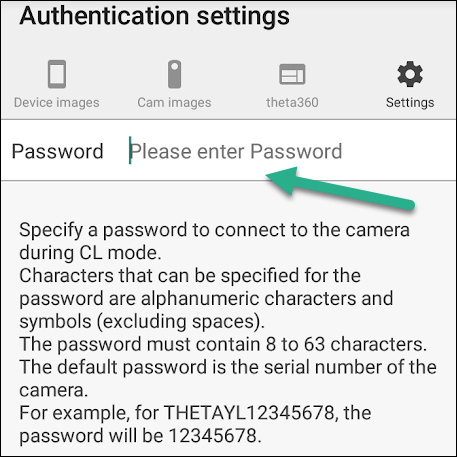 Authentication settings
Device images
Cam images
theta360
Settings
Password Please enter Password
Specify a password to connect to the camera
during CL mode.
Characters that can be specified for the
password are alphanumeric characters and
symbols (excluding spaces).
The password must contain 8 to 63 characters.
The default password is the serial number of the
camera.
For example, for THETAYL12345678, the
password will be 12345678.